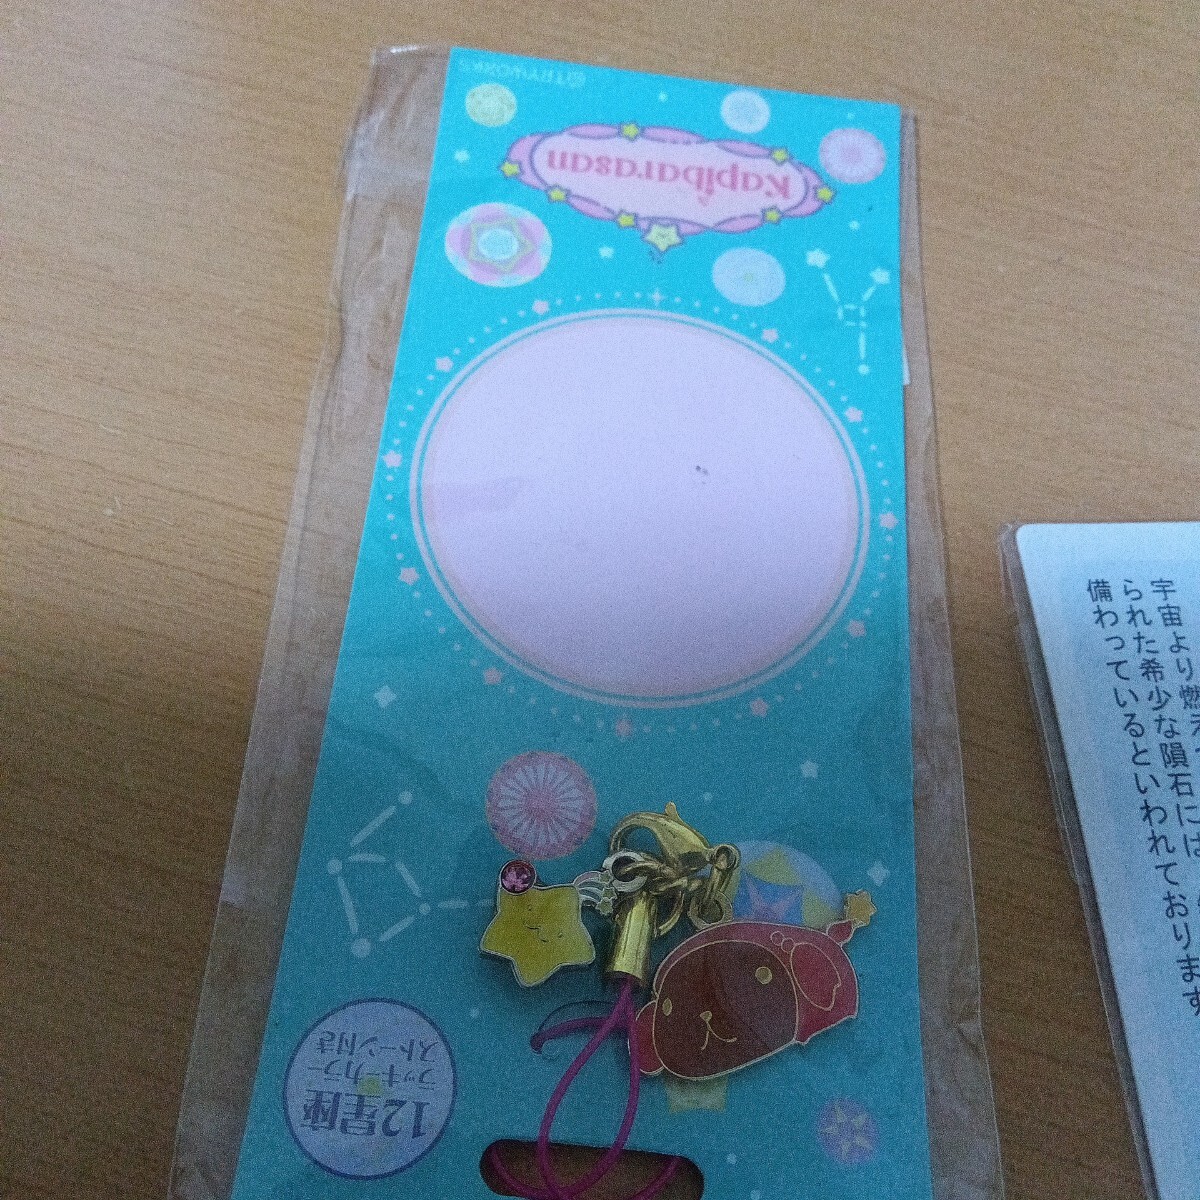 ©TRYWORKS
Kapibarasan
12星座
ラッキーカラー
ストーン付き
宇宙より燃え
られた希少な隕石には
備わっているといわれております